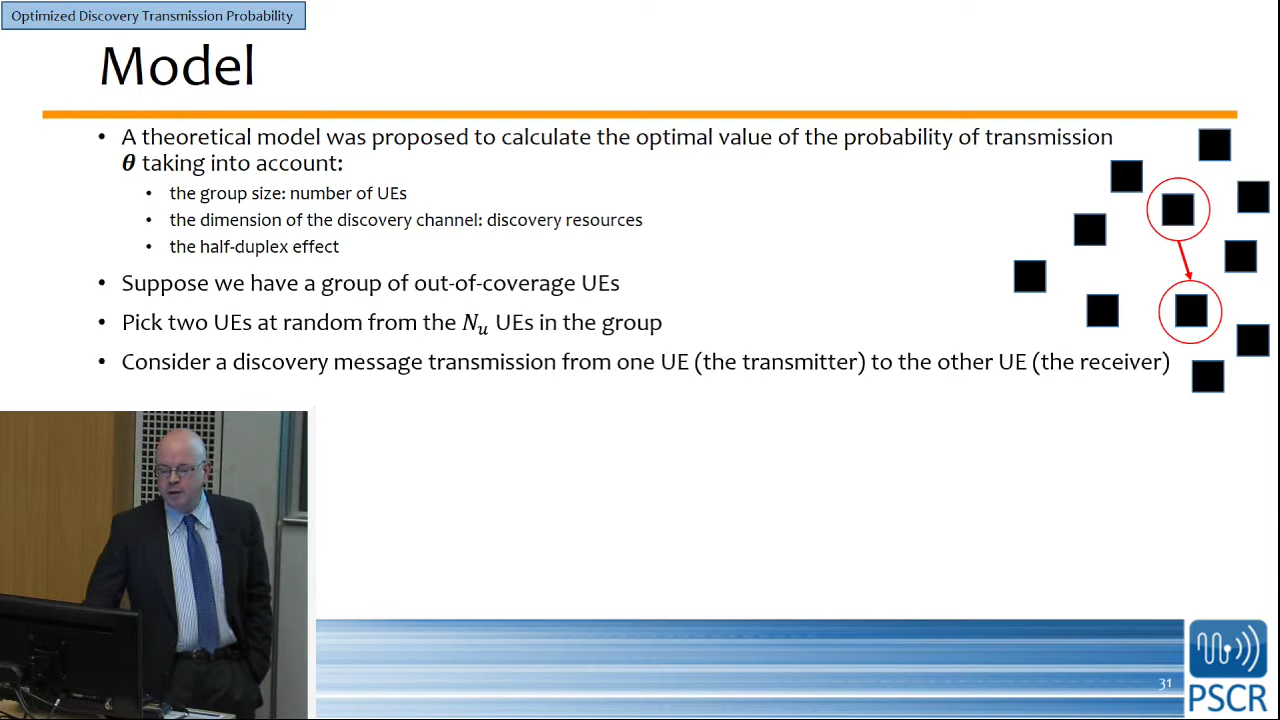 Optimized Discovery Transmission Probability
Model
• A theoretical model was proposed to calculate the optimal value of the probability of transmission
θ taking into account:
• the group size: number of UEs
• the dimension of the discovery channel: discovery resources
• the half-duplex effect
• Suppose we have a group of out-of-coverage UEs
• Pick two UEs at random from the Nᵤ UEs in the group
• Consider a discovery message transmission from one UE (the transmitter) to the other UE (the receiver)
31
PSCR